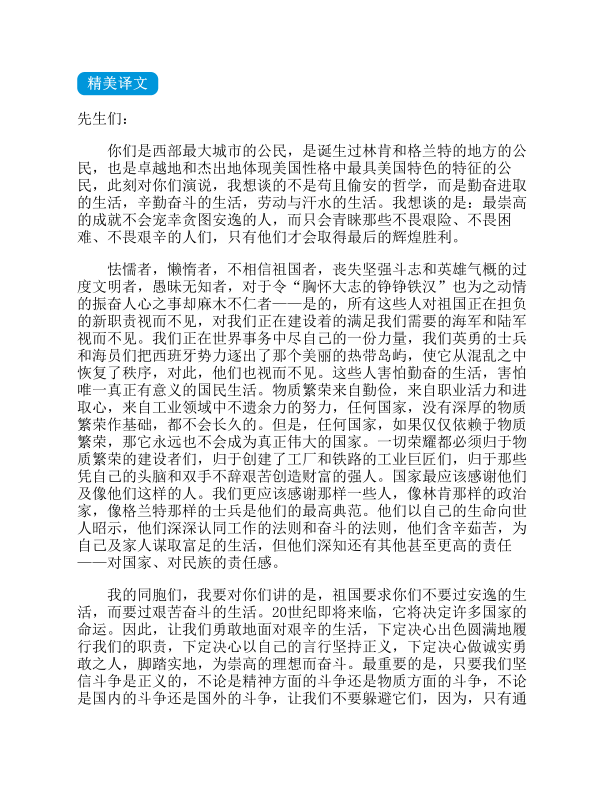 精美译文
先生们：
你们是西部最大城市的公民，是诞生过林肯和格兰特的地方的公
民，也是卓越地和杰出地体现美国性格中最具美国特色的特征的公
民，此刻对你们演说，我想谈的不是苟且偷安的哲学，而是勤奋进取
的生活，辛勤奋斗的生活，劳动与汗水的生活。我想谈的是：最崇高
的成就不会宠幸贪图安逸的人，而只会青睐那些不畏艰险、不畏困
难、不畏艰辛的人们，只有他们才会取得最后的辉煌胜利。
怯懦者，懒惰者，不相信祖国者，丧失坚强斗志和英雄气概的过
度文明者，愚昧无知者，对于令“胸怀大志的铮铮铁汉”也为之动情
的振奋人心之事却麻木不仁者——是的，所有这些人对祖国正在担负
的新职责视而不见，对我们正在建设着的满足我们需要的海军和陆军
视而不见。我们正在世界事务中尽自己的一份力量，我们英勇的士兵
和海员们把西班牙势力逐出了那个美丽的热带岛屿，使它从混乱之中
恢复了秩序，对此，他们也视而不见。这些人害怕勤奋的生活，害怕
唯一真正有意义的国民生活。物质繁荣来自勤俭，来自职业活力和进
取心，来自工业领域中不遗余力的努力，任何国家，没有深厚的物质
繁荣作基础，都不会长久的。但是，任何国家，如果仅仅依赖于物质
繁荣，那它永远也不会成为真正伟大的国家。一切荣耀都必须归于物
质繁荣的建设者们，归于创建了工厂和铁路的工业巨匠们，归于那些
凭自己的头脑和双手不辞艰苦创造财富的强人。国家最应该感谢他们
及像他们这样的人。我们更应该感谢那样一些人，像林肯那样的政治
家，像格兰特那样的士兵是他们的最高典范。他们以自己的生命向世
人昭示，他们深深认同工作的法则和奋斗的法则，他们含辛茹苦，为
自己及家人谋取富足的生活，但他们深知还有其他甚至更高的责任
——对国家、对民族的责任感。
我的同胞们，我要对你们讲的是，祖国要求你们不要过安逸的生
活，而要过艰苦奋斗的生活。20世纪即将来临，它将决定许多国家的
命运。因此，让我们勇敢地面对艰辛的生活，下定决心出色圆满地履
行我们的职责，下定决心以自己的言行坚持正义，下定决心做诚实勇
敢之人，脚踏实地，为崇高的理想而奋斗。最重要的是，只要我们坚
信斗争是正义的，不论是精神方面的斗争还是物质方面的斗争，不论
是国内的斗争还是国外的斗争，让我们不要躲避它们，因为，只有通